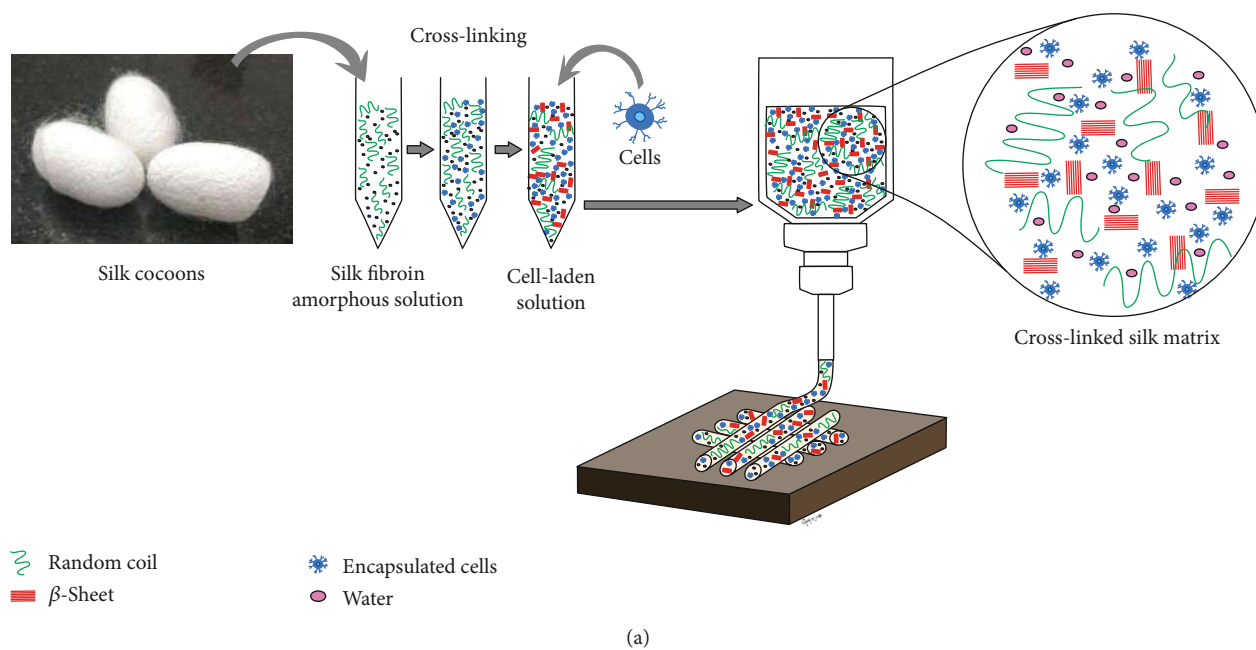 Cross-linking
Cells
Silk cocoons
Silk fibroin
amorphous solution
Cell-laden
solution
Cross-linked silk matrix
Random coil
β-Sheet
Encapsulated cells
Water
(a)